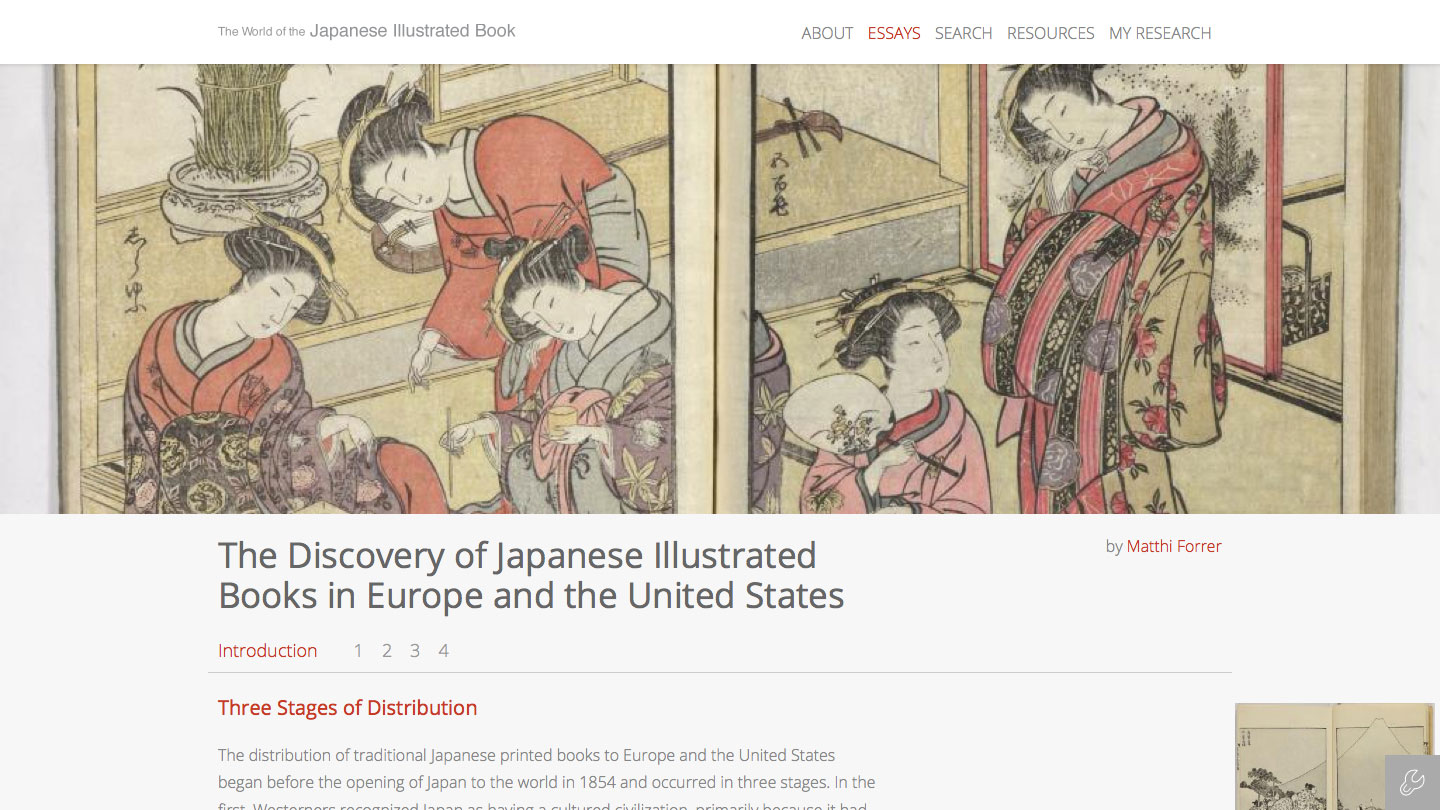 The World of the Japanese Illustrated Book
ABOUT ESSAYS SEARCH RESOURCES MY RESEARCH
The Discovery of Japanese Illustrated
Books in Europe and the United States
by Matthi Forrer
Introduction 1 2 3 4
Three Stages of Distribution
The distribution of traditional Japanese printed books to Europe and the United States
began before the opening of Japan to the world in 1854 and occurred in three stages. In the
first, Westerners recognized Japan as having a cultured civilization, primarily because it had